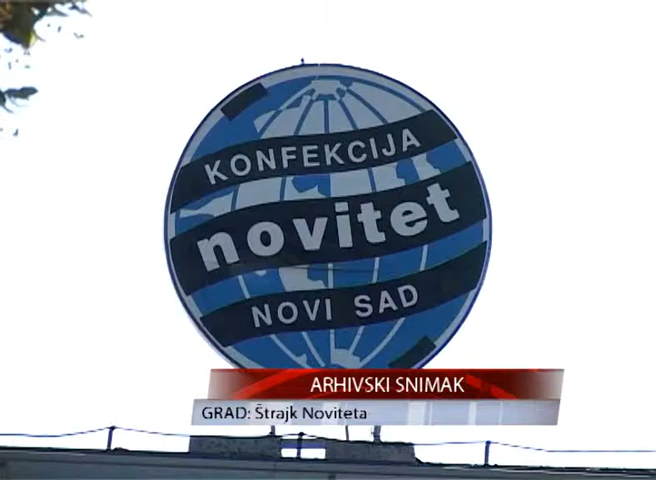 KONFEKCIJA
novitet
NOVI SAD
ARHIVSKI SNIMAK
GRAD: Štrajk Noviteta